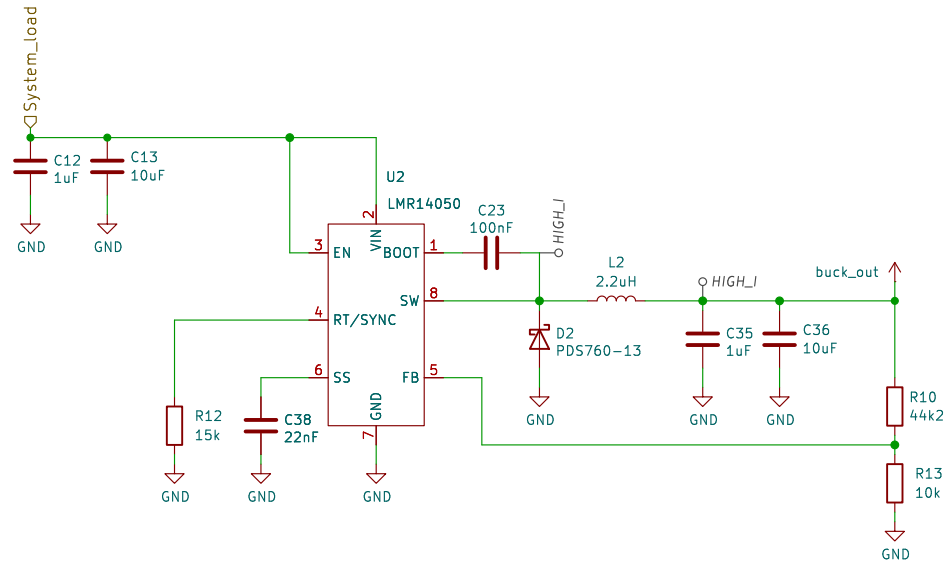 System_load
C12
1uF
GND
C13
10uF
GND
U2
LMR14050
2
VIN
3
EN
BOOT
1
C23
100nF
HIGH_I
SW
8
L2
2.2uH
HIGH_I
buck_out
4
RT/SYNC
D2
PDS760-13
GND
C35
1uF
GND
C36
10uF
GND
6
SS
FB
5
GND
7
GND
R12
15k
GND
C38
22nF
GND
R10
44k2
R13
10k
GND